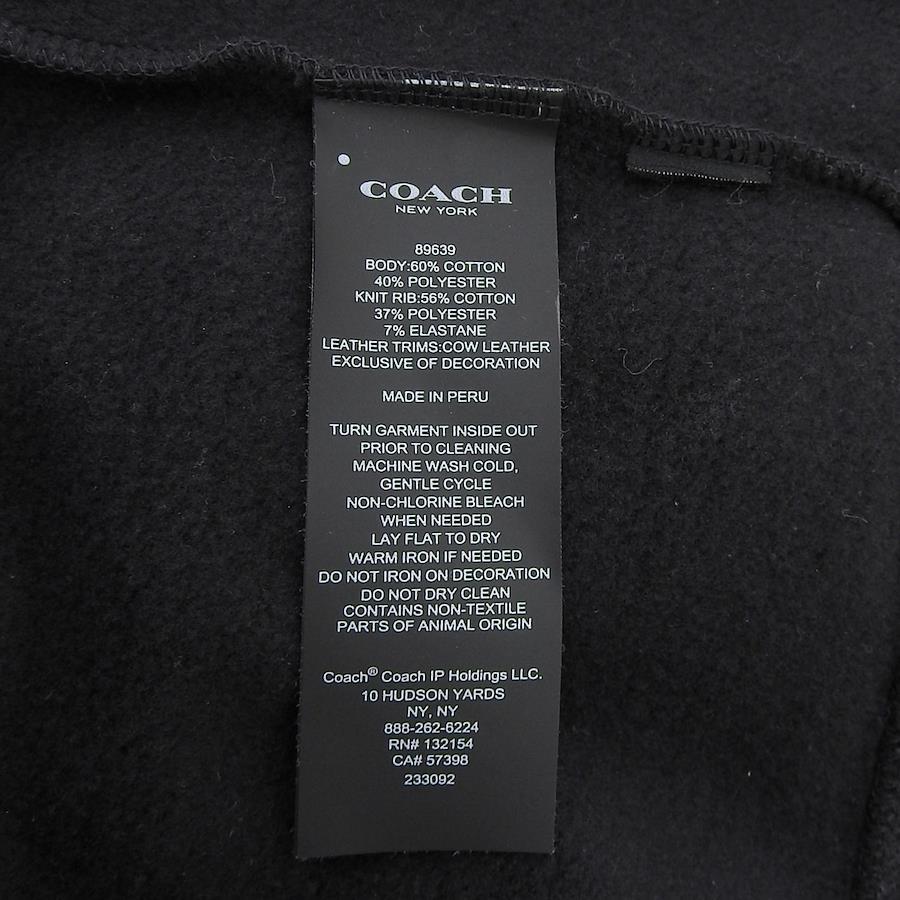 COACH
NEW YORK
89639
BODY:60% COTTON
40% POLYESTER
KNIT RIB:56% COTTON
37% POLYESTER
7% ELASTANE
LEATHER TRIMS:COW LEATHER
EXCLUSIVE OF DECORATION
MADE IN PERU
TURN GARMENT INSIDE OUT
PRIOR TO CLEANING
MACHINE WASH COLD,
GENTLE CYCLE
NON-CHLORINE BLEACH
WHEN NEEDED
LAY FLAT TO DRY
WARM IRON IF NEEDED
DO NOT IRON ON DECORATION
DO NOT DRY CLEAN
CONTAINS NON-TEXTILE
PARTS OF ANIMAL ORIGIN
Coach® Coach IP Holdings LLC.
10 HUDSON YARDS
NY, NY
888-262-6224
RN# 132154
CA# 57398
233092